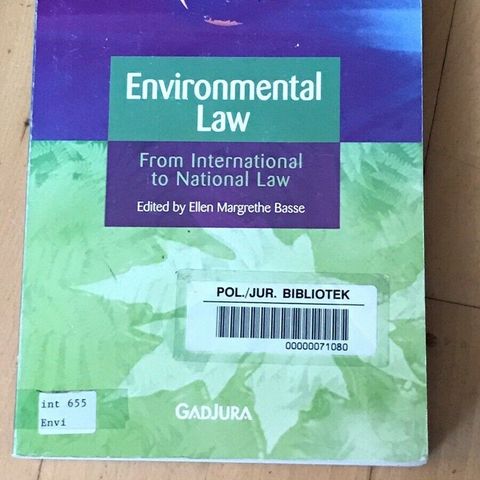 Environmental
Law
From International
to National Law
Edited by Ellen Margrethe Basse
POL./JUR. BIBLIOTEK
00000071080
int 655
Envi
GADJURA